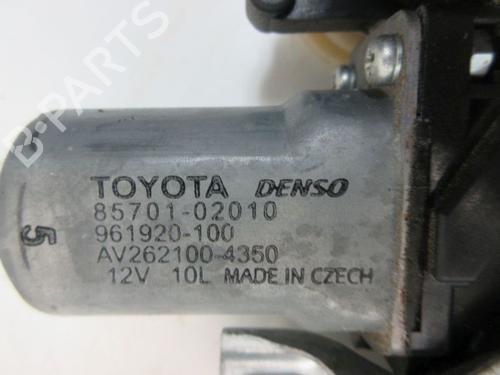 B-PARTS
TOYOTA DENSO
85701-02010
961920-100
AV262100-4350
12V 10L MADE IN CZECH
5